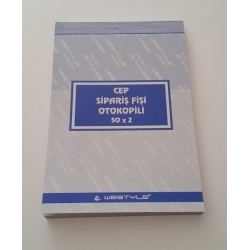 CEP
SİPARİŞ FİŞİ
OTOKOPİLİ
50 x 2
WESTYLE